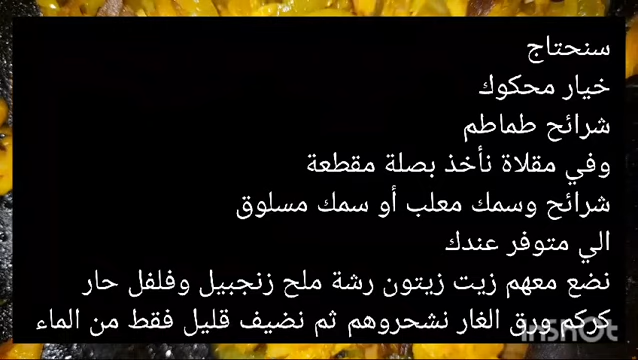 سنحتاج
خيار محكوك
شرائح طماطم
وفي مقلاة نأخذ بصلة مقطعة
شرائح وسمك معلب أو سمك مسلوق
الي متوفر عندك
نضع معهم زيت زيتون رشة ملح زنجبيل وفلفل حار
كركم ورق الغار نشحروهم ثم نضيف قليل فقط من الماء
InShOt